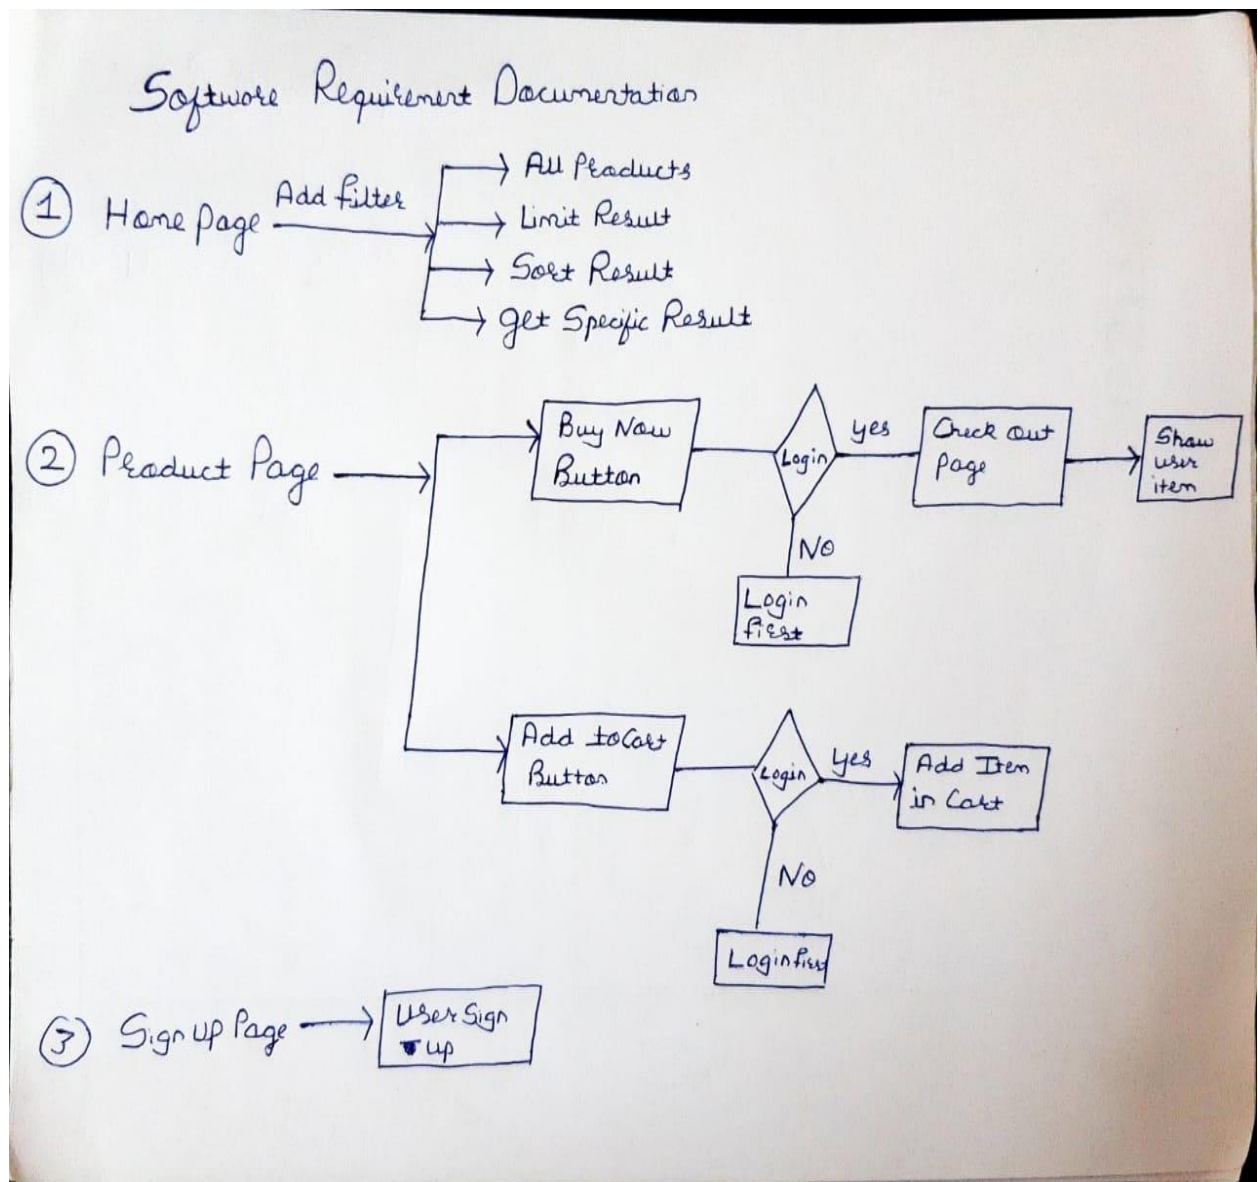 Software Requirement Documentation
1 Home Page
Add filter
All Products
Limit Result
Sort Result
get Specific Result
2 Product Page
Buy Now
Button
Login
yes
Check out
Page
Show
user
item
NO
Login
first
Add to Cart
Button
Login
yes
Add Item
in Cart
NO
Login first
3 Sign up Page
User Sign
up